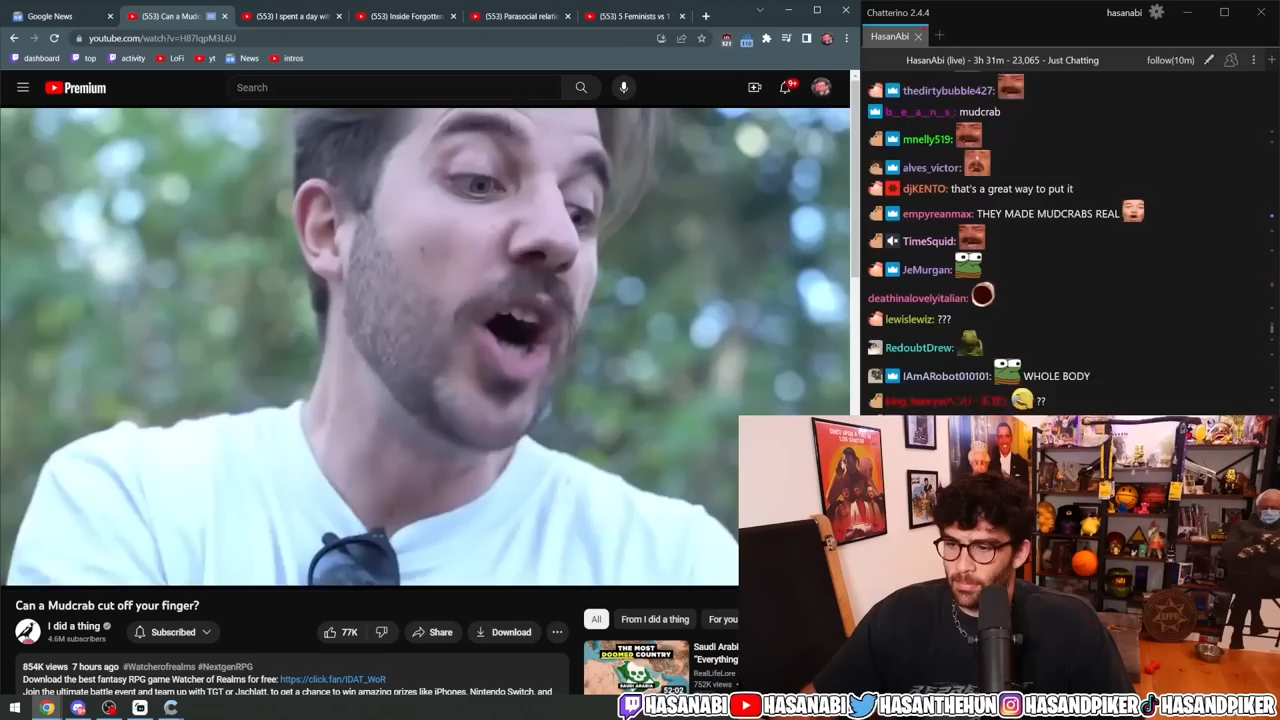 Google News
(553) Can a Mudc
(553) I spent a day wi
(553) Inside Forgotten
(553) Parasocial relatio
(553) 5 Feminists vs 1
youtube.com/watch?v=H87lqpM3L6U
dashboard
top
activity
LoFi
yt
News
intros
Premium
Search
9+
Can a Mudcrab cut off your finger?
I did a thing
4.6M subscribers
Subscribed
77K
Share
Download
854K views 7 hours ago #Watcherofrealms #NextgenRPG
Download the best fantasy RPG game Watcher of Realms for free: https://click.fan/IDAT_WoR
Join the ultimate battle event and team up with TGT or Jschlatt, to get a chance to win amazing prizes like iPhones, Nintendo Switch, and
All
From I did a thing
For you
THE MOST
DOOMED
COUNTRY
SAUDI ARABIA
52:02
Saudi Arabi
"Everything
RealLifeLore
752K views
Chatterino 2.4.4
hasanabi
HasanAbi
HasanAbi (live) - 3h 31m - 23,065 - Just Chatting
follow(10m)
thedirtybubble427:
b__e__a__n__s_: mudcrab
mnelly519:
alves_victor:
djKENTO: that's a great way to put it
empyreanmax: THEY MADE MUDCRABS REAL
TimeSquid:
JeMurgan:
deathinalovelyitalian:
lewislewiz: ???
RedoubtDrew:
IAmARobot010101: WHOLE BODY
??
HASANABI
HASANABI
HASANTHEHUN
HASANDPIKER
HASANDPIKER